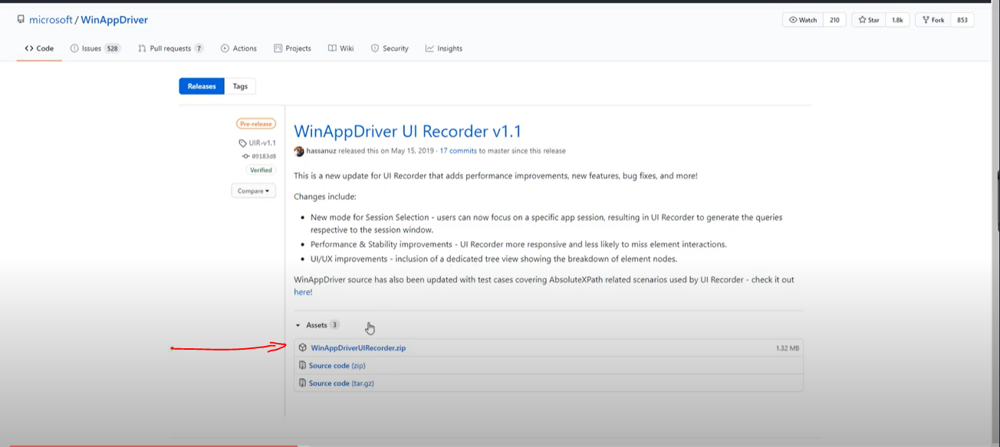 microsoft / WinAppDriver
Watch 210 Star 1.8k Fork 853
Code Issues 528 Pull requests 7 Actions Projects Wiki Security Insights
Releases Tags
Pre-release
UIR-v1.1
09183d8
Verified
Compare
WinAppDriver UI Recorder v1.1
hassanuz released this on May 15, 2019 · 17 commits to master since this release
This is a new update for UI Recorder that adds performance improvements, new features, bug fixes, and more!
Changes include:
• New mode for Session Selection - users can now focus on a specific app session, resulting in UI Recorder to generate the queries
respective to the session window.
• Performance & Stability improvements - UI Recorder more responsive and less likely to miss element interactions.
• UI/UX improvements - inclusion of a dedicated tree view showing the breakdown of element nodes.
WinAppDriver source has also been updated with test cases covering AbsoluteXPath related scenarios used by UI Recorder - check it out
here!
Assets 3
WinAppDriverUIRecorder.zip 1.32 MB
Source code (zip)
Source code (tar.gz)